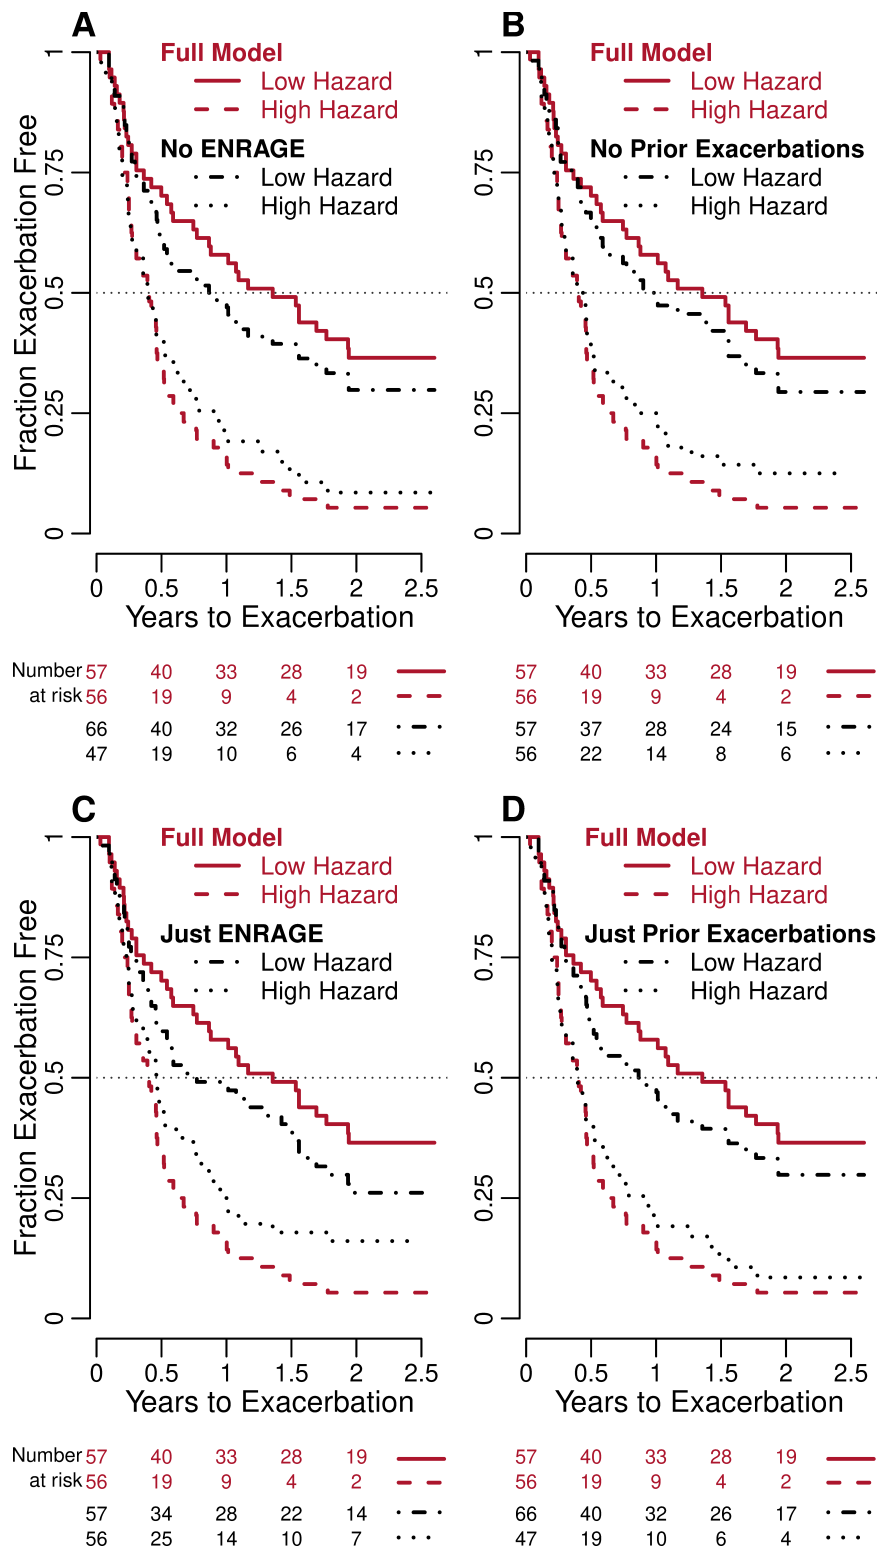 A
Full Model
Low Hazard
High Hazard
No ENRAGE
Low Hazard
High Hazard
Fraction Exacerbation Free
1
0.75
0.5
0.25
0
0 0.5 1 1.5 2 2.5
Years to Exacerbation
Number 57 40 33 28 19
at risk 56 19 9 4 2
66 40 32 26 17
47 19 10 6 4
B
Full Model
Low Hazard
High Hazard
No Prior Exacerbations
Low Hazard
High Hazard
1
0.75
0.5
0.25
0
0 0.5 1 1.5 2 2.5
Years to Exacerbation
57 40 33 28 19
56 19 9 4 2
57 37 28 24 15
56 22 14 8 6
C
Full Model
Low Hazard
High Hazard
Just ENRAGE
Low Hazard
High Hazard
Fraction Exacerbation Free
1
0.75
0.5
0.25
0
0 0.5 1 1.5 2 2.5
Years to Exacerbation
Number 57 40 33 28 19
at risk 56 19 9 4 2
57 34 28 22 14
56 25 14 10 7
D
Full Model
Low Hazard
High Hazard
Just Prior Exacerbations
Low Hazard
High Hazard
1
0.75
0.5
0.25
0
0 0.5 1 1.5 2 2.5
Years to Exacerbation
57 40 33 28 19
56 19 9 4 2
66 40 32 26 17
47 19 10 6 4